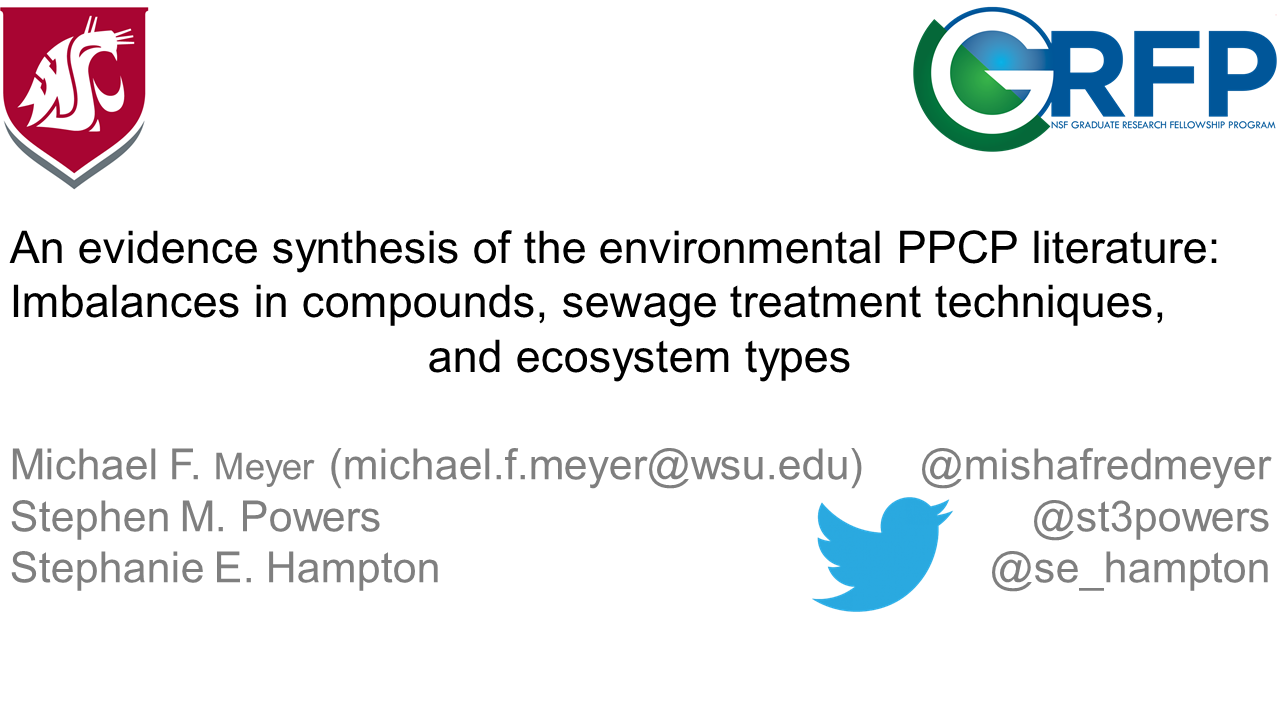 WSC
GRFP
NSF GRADUATE RESEARCH FELLOWSHIP PROGRAM
An evidence synthesis of the environmental PPCP literature:
Imbalances in compounds, sewage treatment techniques,
and ecosystem types
Michael F. Meyer (michael.f.meyer@wsu.edu) @mishafredmeyer
Stephen M. Powers @st3powers
Stephanie E. Hampton @se_hampton